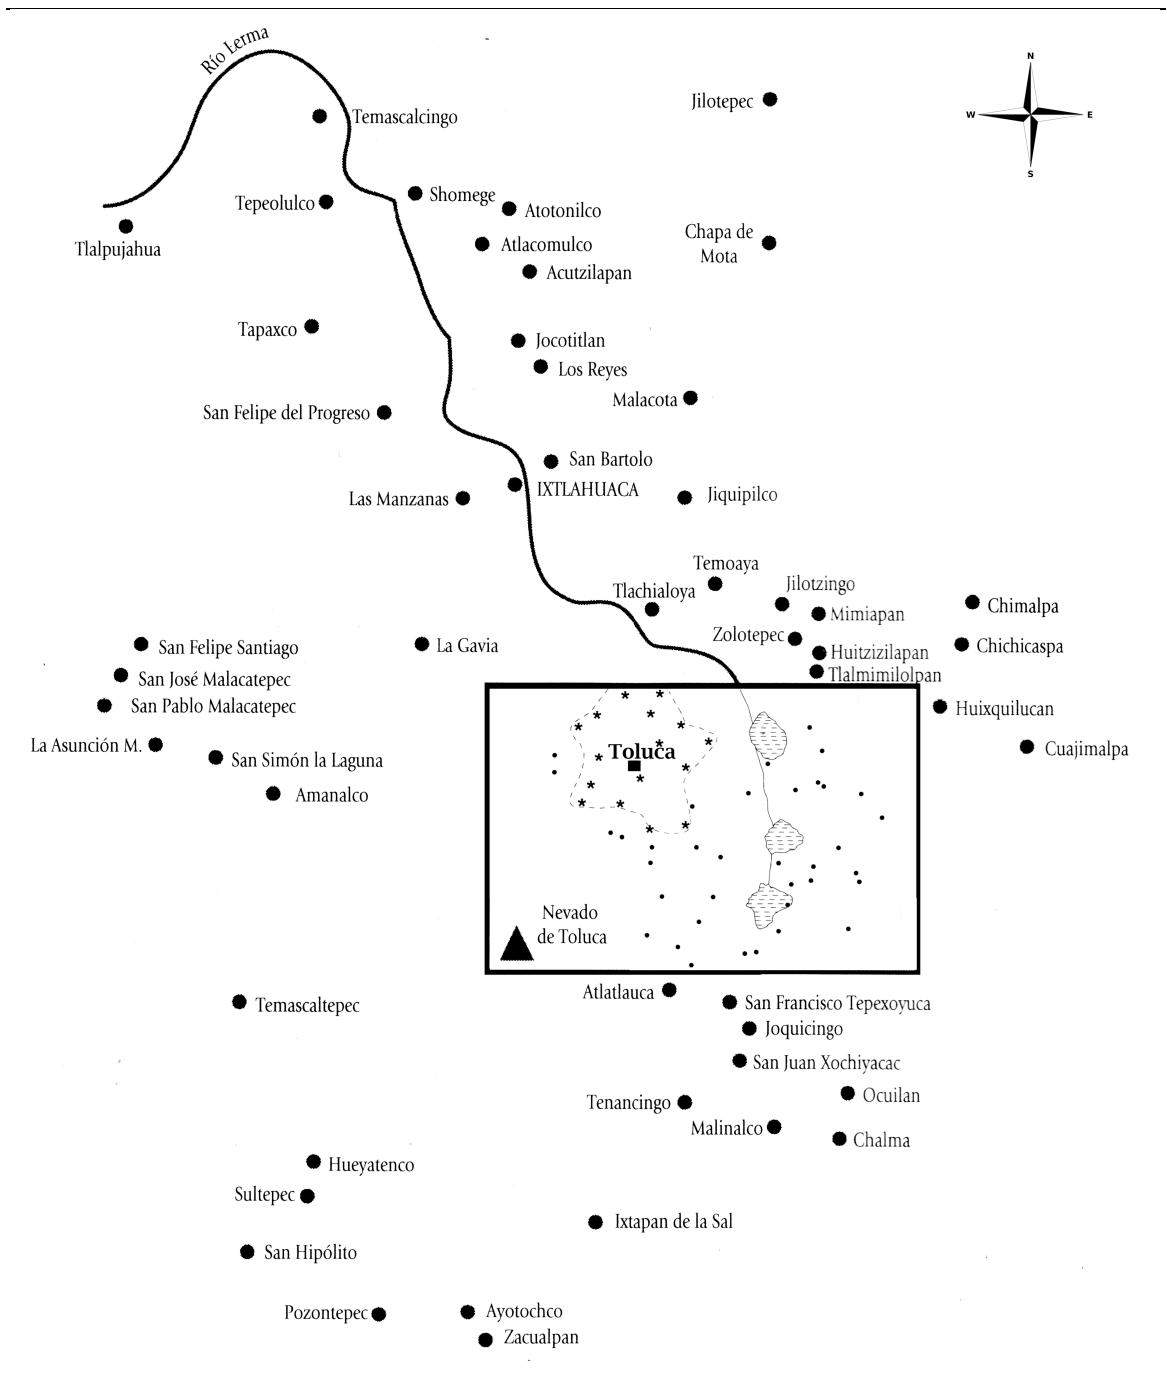 Río Lerma
N
W
E
S
Jilotepec
Temascalcingo
Shomege
Tepeolulco
Atotonilco
Chapa de
Mota
Tlalpujahua
Atlacomulco
Acutzilapan
Tapaxco
Jocotitlan
Los Reyes
Malacota
San Felipe del Progreso
San Bartolo
IXTLAHUACA
Las Manzanas
Jiquipilco
Temoaya
Jilotzingo
Tlachialoya
Mimiapan
Chimalpa
Zolotepec
Huitzizilapan
Chichicaspa
San Felipe Santiago
La Gavia
Tlalmimilolpan
San José Malacatepec
San Pablo Malacatepec
Huixquilucan
La Asunción M.
Cuajimalpa
San Simón la Laguna
Toluca
Amanalco
Nevado
de Toluca
Atlatlauca
Temascaltepec
San Francisco Tepexoyuca
Joquicingo
San Juan Xochiyacac
Ocuilan
Tenancingo
Malinalco
Chalma
Hueyatenco
Sultepec
Ixtapan de la Sal
San Hipólito
Pozontepec
Ayotochco
Zacualpan